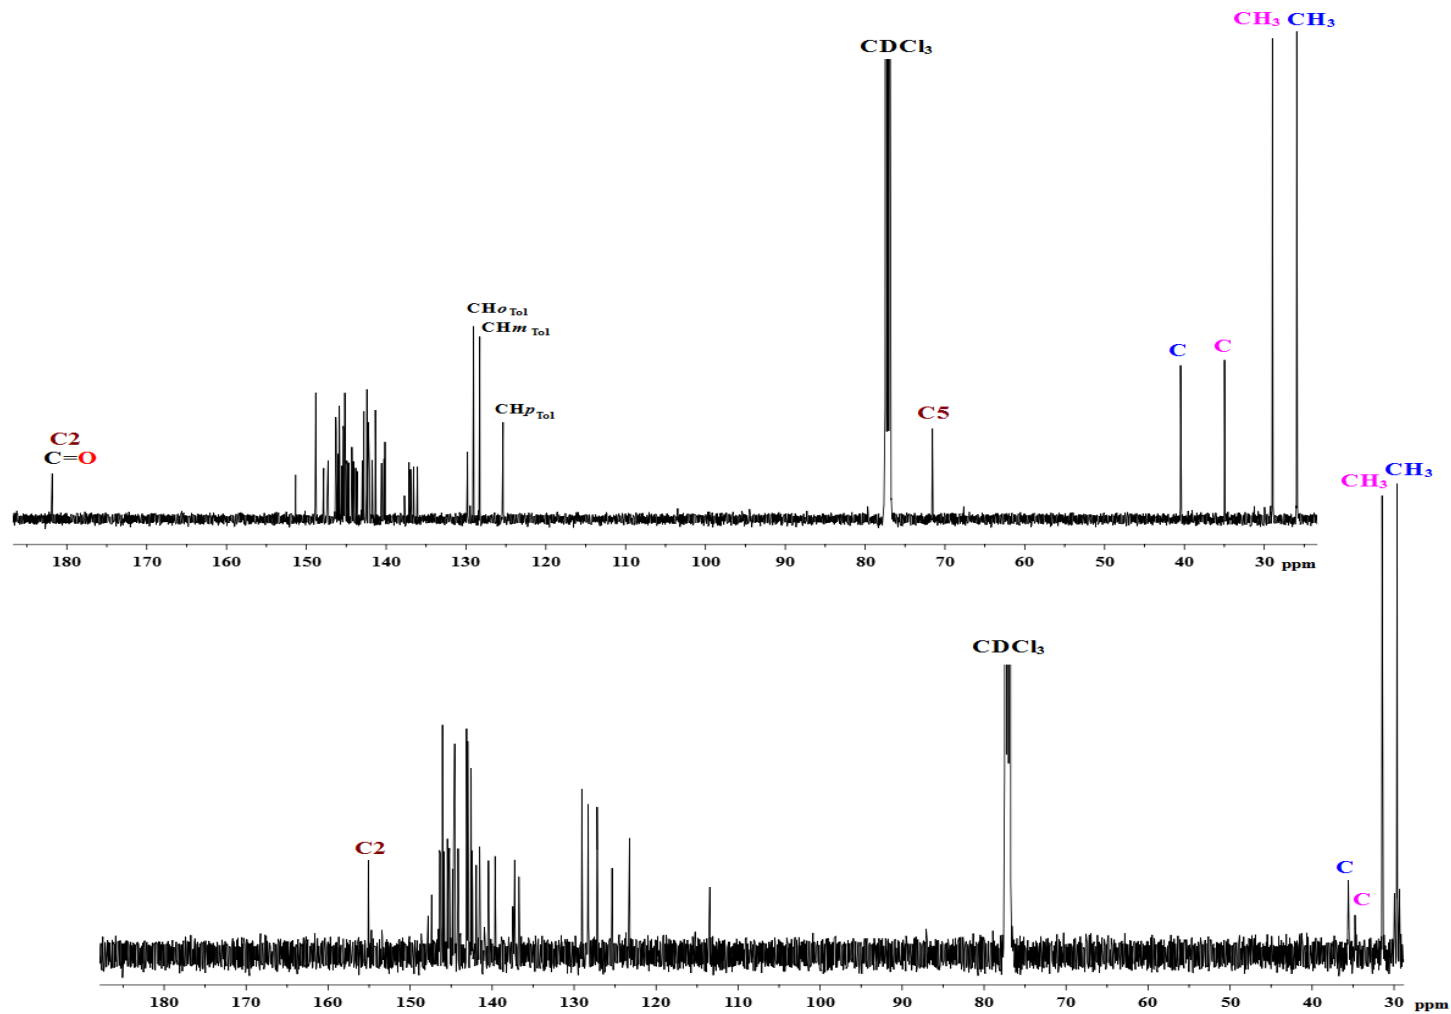 CH₃ CH₃
CDCl₃
CHo Tol
CHm Tol
C C
CHp Tol
C5
C2
C=O
180 170 160 150 140 130 120 110 100 90 80 70 60 50 40 30 ppm
CH₃ CH₃
CDCl₃
C2
C
C
180 170 160 150 140 130 120 110 100 90 80 70 60 50 40 30 ppm